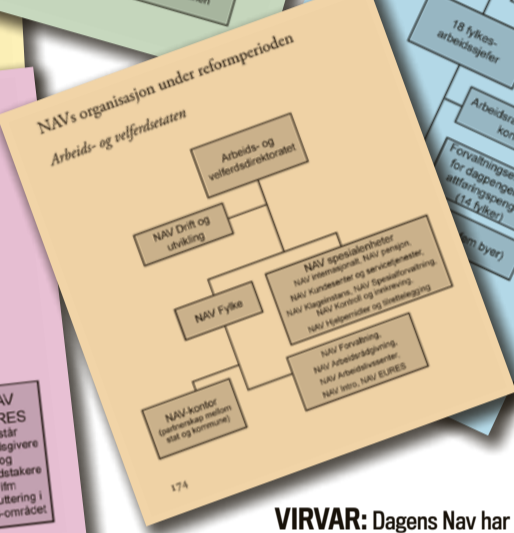 NAVs organisasjon under reformperioden
Arbeids- og velferdsetaten
Arbeids- og
velferdsdirektoratet
NAV Drift og
utvikling
NAV spesialenheter
NAV internasjonalt, NAV pensjon,
NAV Kundesenter og servicetjenester,
NAV Klageinstans, NAV Spesialforvaltning,
NAV Kontroll og innkreving,
NAV Hjelpemidler og tilrettelegging
NAV Fylke
NAV Forvaltning,
NAV Arbeidsrådgivning,
NAV Arbeidslivssenter,
NAV Intro, NAV EURES
NAV-kontor
(partnerskap mellom
stat og kommune)
174
18 fylkes-
arbeidssjefer
for dagpenge
attføringspeng
(14 fylker)
byer)
AV
RES
står
isgivere
og
dstakere
ifm
uttering i
-området
VIRVAR: Dagens Nav har